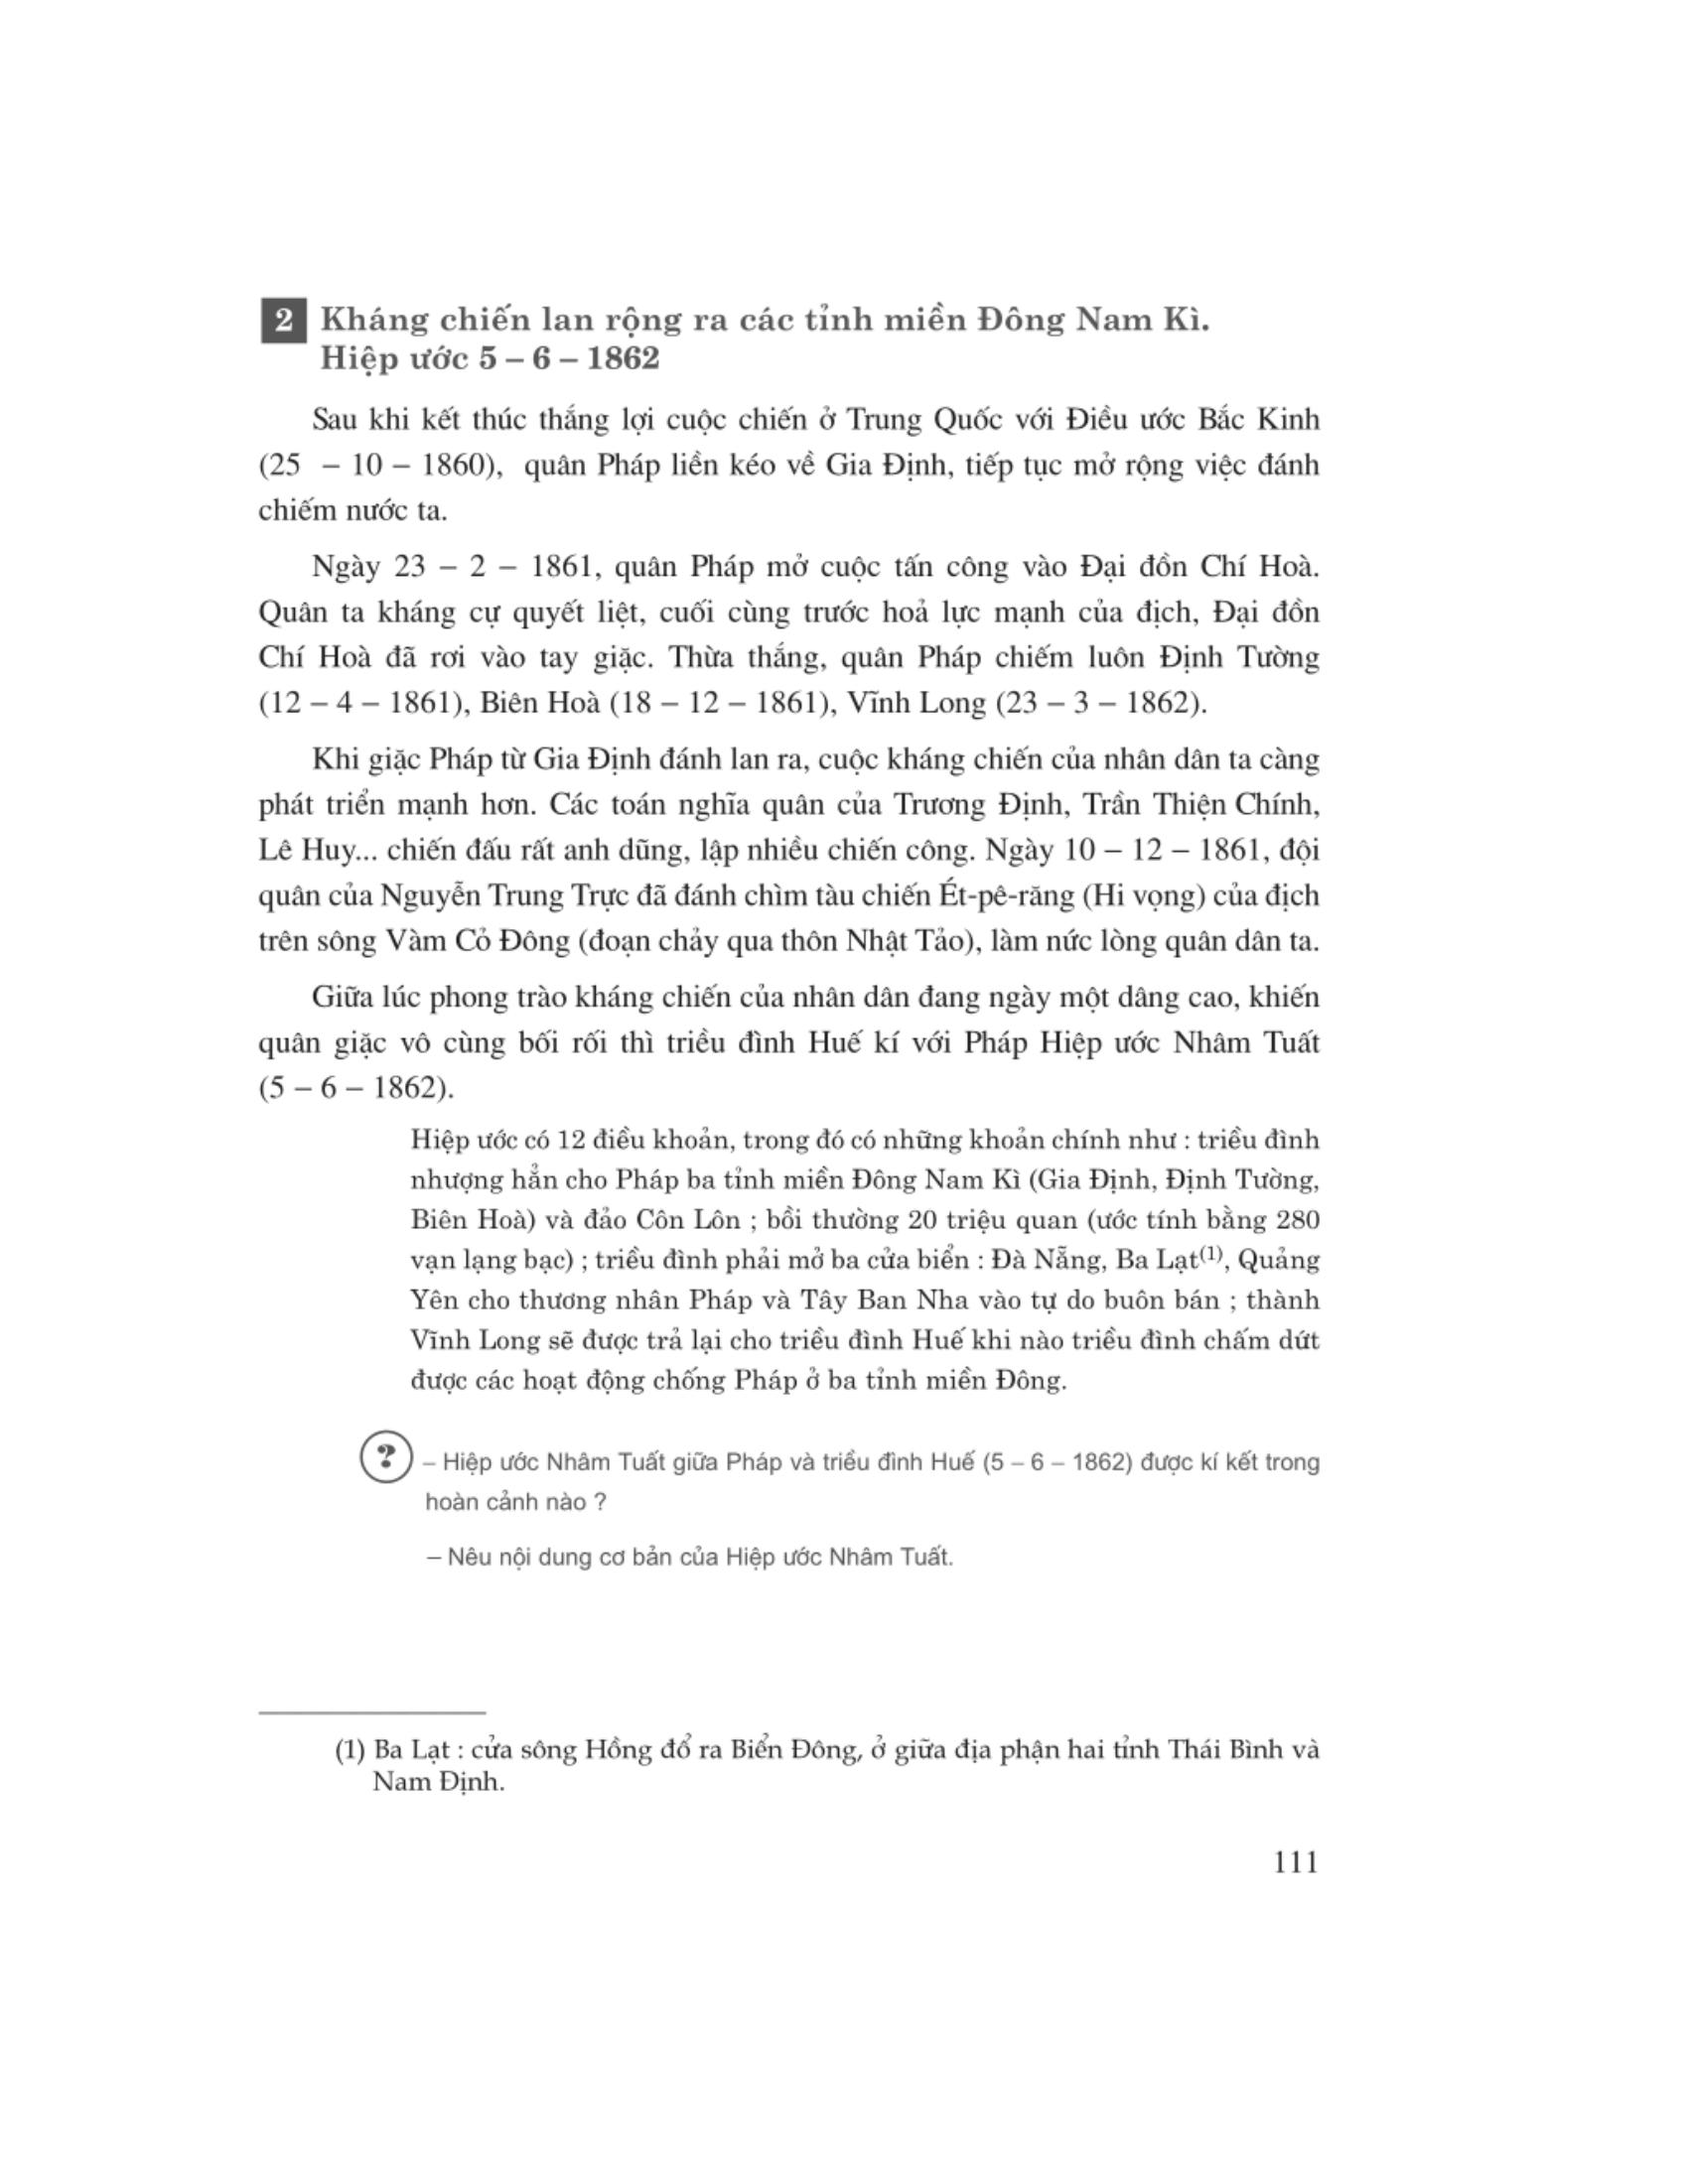 2 Kháng chiến lan rộng ra các tỉnh miền Đông Nam Kì.
Hiệp ước 5 – 6 – 1862
Sau khi kết thúc thắng lợi cuộc chiến ở Trung Quốc với Điều ước Bắc Kinh
(25 – 10 – 1860), quân Pháp liền kéo về Gia Định, tiếp tục mở rộng việc đánh
chiếm nước ta.
Ngày 23 – 2 – 1861, quân Pháp mở cuộc tấn công vào Đại đồn Chí Hoà.
Quân ta kháng cự quyết liệt, cuối cùng trước hoả lực mạnh của địch, Đại đồn
Chí Hoà đã rơi vào tay giặc. Thừa thắng, quân Pháp chiếm luôn Định Tường
(12 – 4 – 1861), Biên Hoà (18 – 12 – 1861), Vĩnh Long (23 – 3 – 1862).
Khi giặc Pháp từ Gia Định đánh lan ra, cuộc kháng chiến của nhân dân ta càng
phát triển mạnh hơn. Các toán nghĩa quân của Trương Định, Trần Thiện Chính,
Lê Huy... chiến đấu rất anh dũng, lập nhiều chiến công. Ngày 10 – 12 – 1861, đội
quân của Nguyễn Trung Trực đã đánh chìm tàu chiến Ét-pê-răng (Hi vọng) của địch
trên sông Vàm Cỏ Đông (đoạn chảy qua thôn Nhật Tảo), làm nức lòng quân dân ta.
Giữa lúc phong trào kháng chiến của nhân dân đang ngày một dâng cao, khiến
quân giặc vô cùng bối rối thì triều đình Huế kí với Pháp Hiệp ước Nhâm Tuất
(5 – 6 – 1862).
Hiệp ước có 12 điều khoản, trong đó có những khoản chính như : triều đình
nhượng hẳn cho Pháp ba tỉnh miền Đông Nam Kì (Gia Định, Định Tường,
Biên Hoà) và đảo Côn Lôn ; bồi thường 20 triệu quan (ước tính bằng 280
vạn lạng bạc) ; triều đình phải mở ba cửa biển : Đà Nẵng, Ba Lạt(1), Quảng
Yên cho thương nhân Pháp và Tây Ban Nha vào tự do buôn bán ; thành
Vĩnh Long sẽ được trả lại cho triều đình Huế khi nào triều đình chấm dứt
được các hoạt động chống Pháp ở ba tỉnh miền Đông.
? – Hiệp ước Nhâm Tuất giữa Pháp và triều đình Huế (5 – 6 – 1862) được kí kết trong
hoàn cảnh nào ?
– Nêu nội dung cơ bản của Hiệp ước Nhâm Tuất.
(1) Ba Lạt : cửa sông Hồng đổ ra Biển Đông, ở giữa địa phận hai tỉnh Thái Bình và
Nam Định.
111